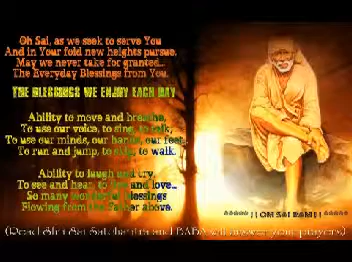 Oh Sai, as we seek to serve You
And in Your fold new heights pursue.
May we never take for granted...
The Everyday Blessings from You.
THE BLESSINGS WE ENJOY EACH DAY
Ability to move and breathe,
To use our voice, to sing, to talk,
To use our minds, our hands, our feet,
To run and jump, to skip, to walk.
Ability to laugh and cry,
To see and hear, to feel and love...
So many wonderful blessings
Flowing from the Father above.
***** !! OM SAI RAM !! *****
(Read Shri Sai Satcharitra and BABA will answer your prayers)